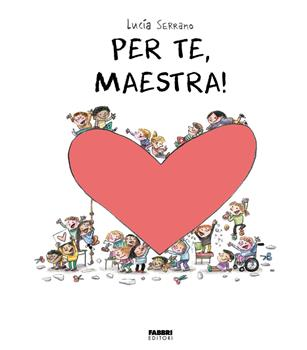 Lucía Serrano
PER TE,
MAESTRA!
FABBRI
EDITORI